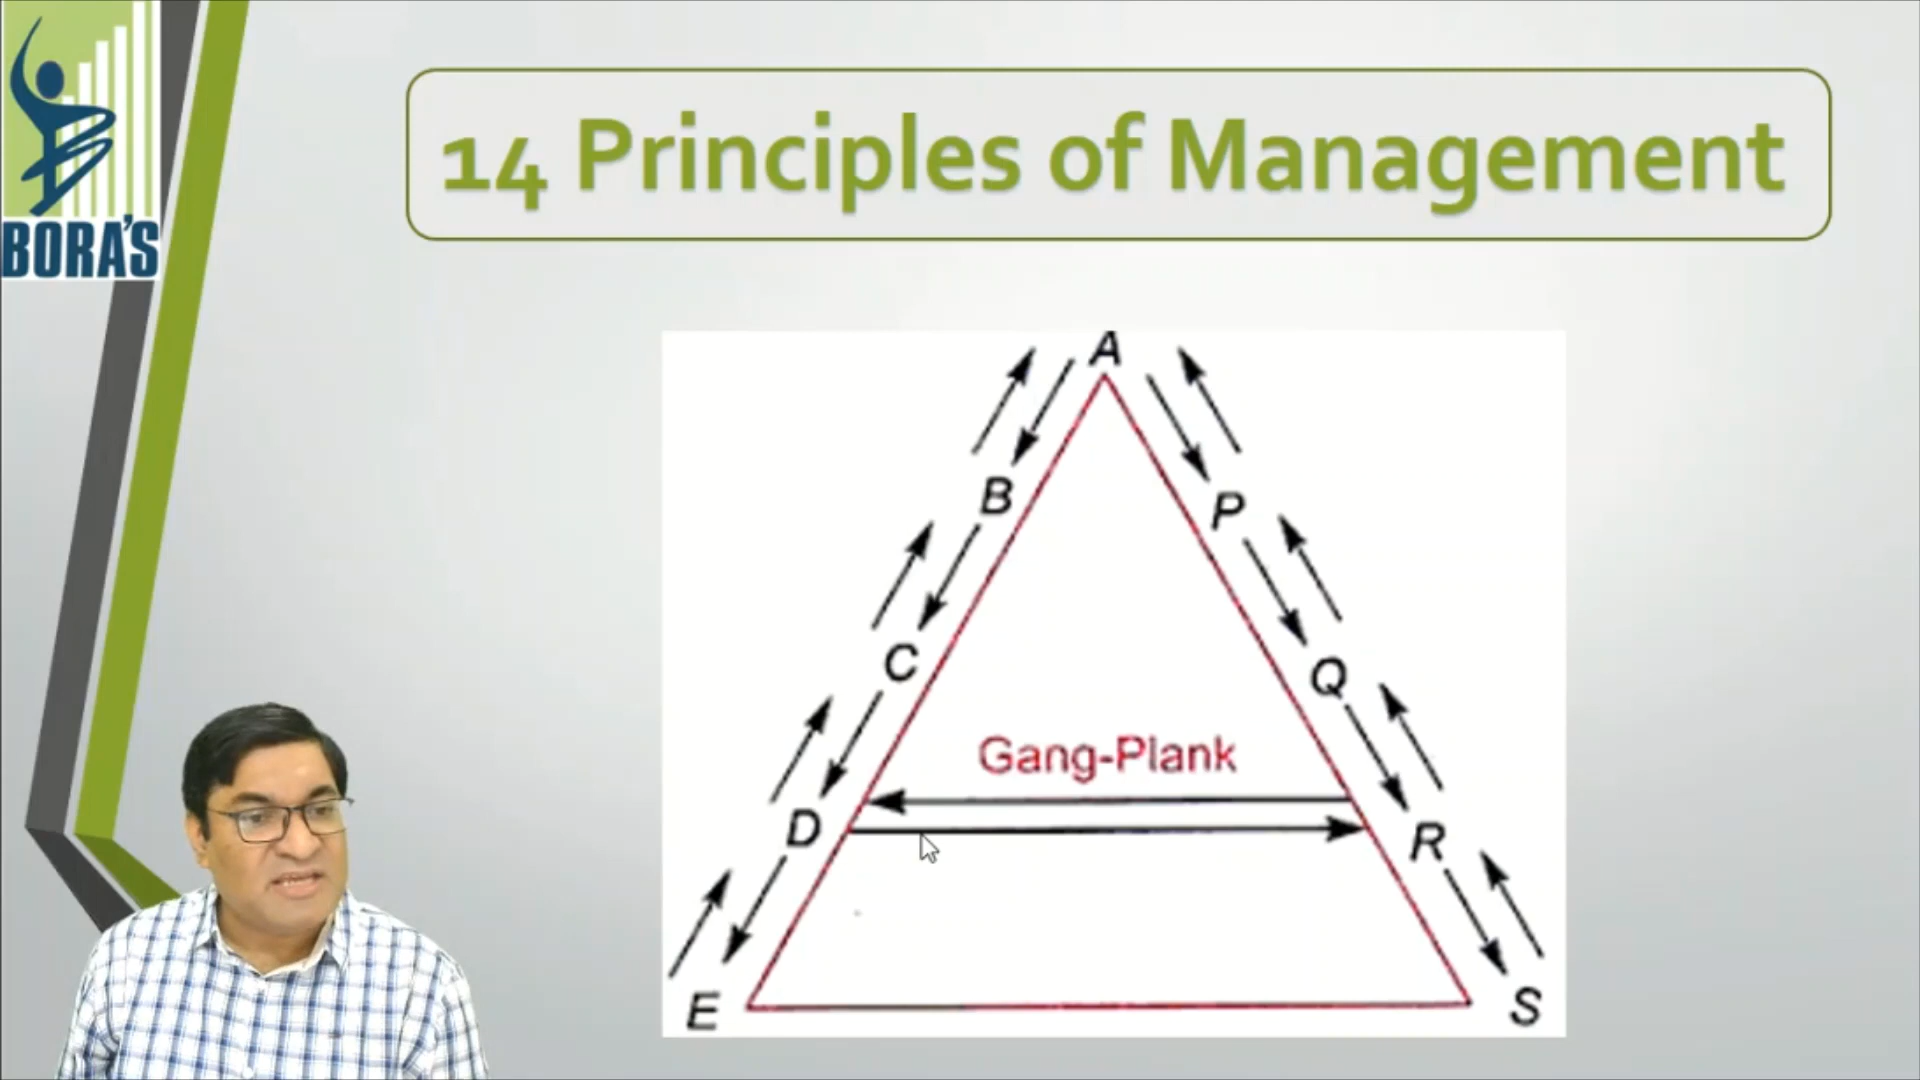 BORA'S
14 Principles of Management
A
B
P
C
Q
Gang-Plank
D
R
E
S